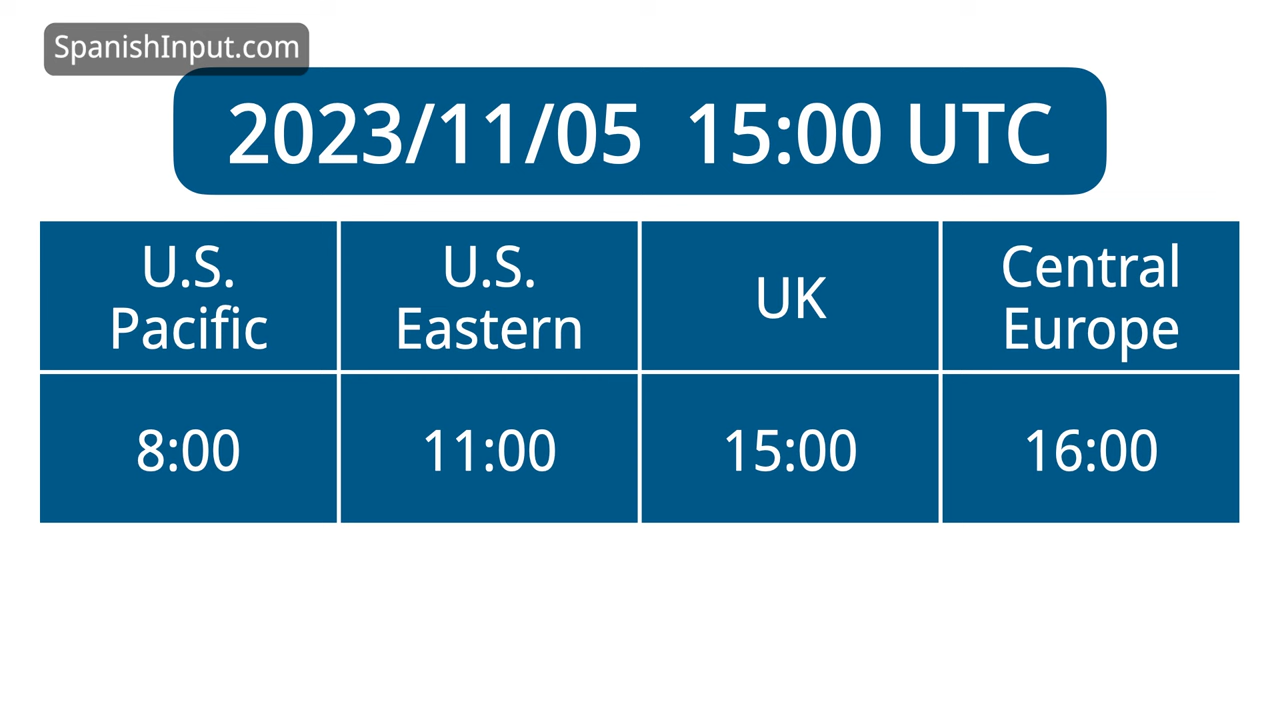 SpanishInput.com
2023/11/05 15:00 UTC
U.S.
Pacific
U.S.
Eastern
UK
Central
Europe
8:00
11:00
15:00
16:00